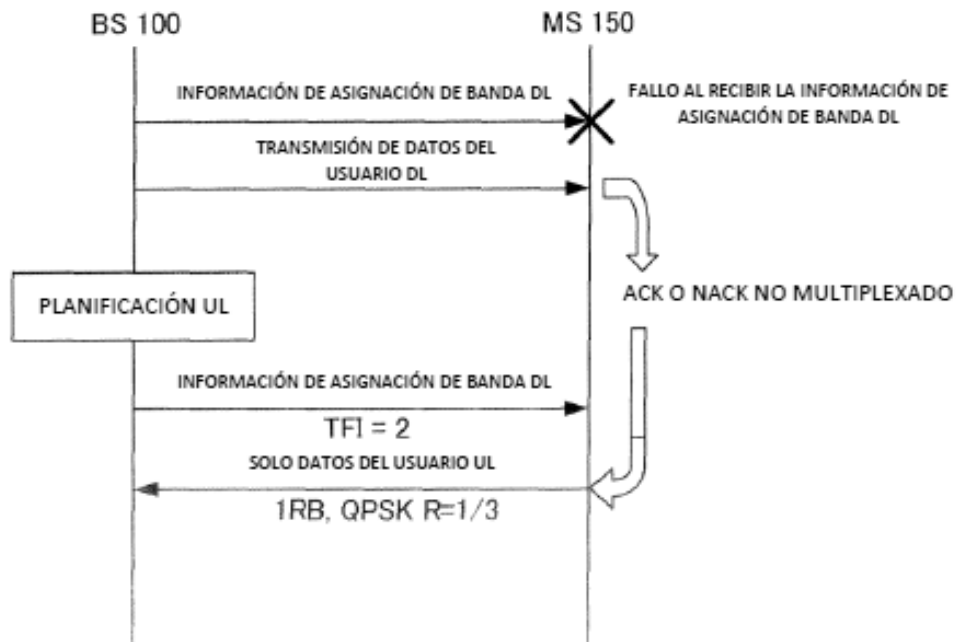 BS 100
MS 150
INFORMACIÓN DE ASIGNACIÓN DE BANDA DL
FALLO AL RECIBIR LA INFORMACIÓN DE
ASIGNACIÓN DE BANDA DL
TRANSMISIÓN DE DATOS DEL
USUARIO DL
ACK O NACK NO MULTIPLEXADO
PLANIFICACIÓN UL
INFORMACIÓN DE ASIGNACIÓN DE BANDA DL
TFI = 2
SOLO DATOS DEL USUARIO UL
1RB, QPSK R=1/3